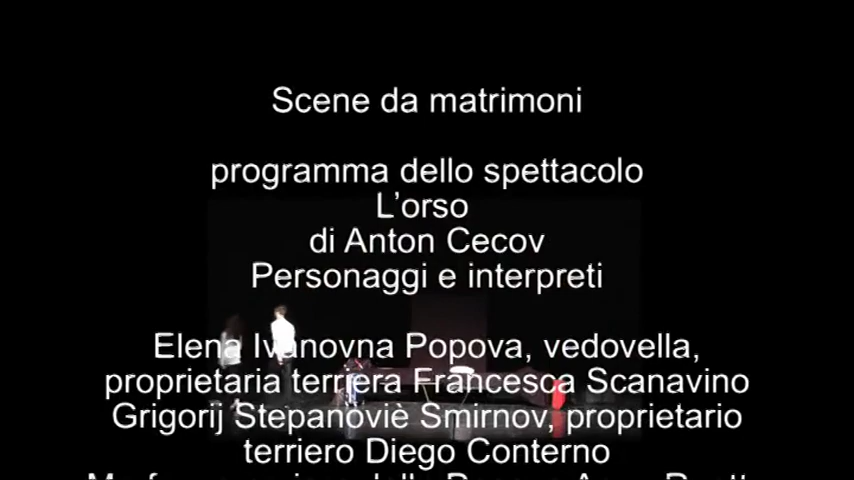 Scene da matrimoni
programma dello spettacolo
L'orso
di Anton Cecov
Personaggi e interpreti
Elena Ivanovna Popova, vedovella,
proprietaria terriera Francesca Scanavino
Grigorij Stepanoviè Smirnov, proprietario
terriero Diego Conterno